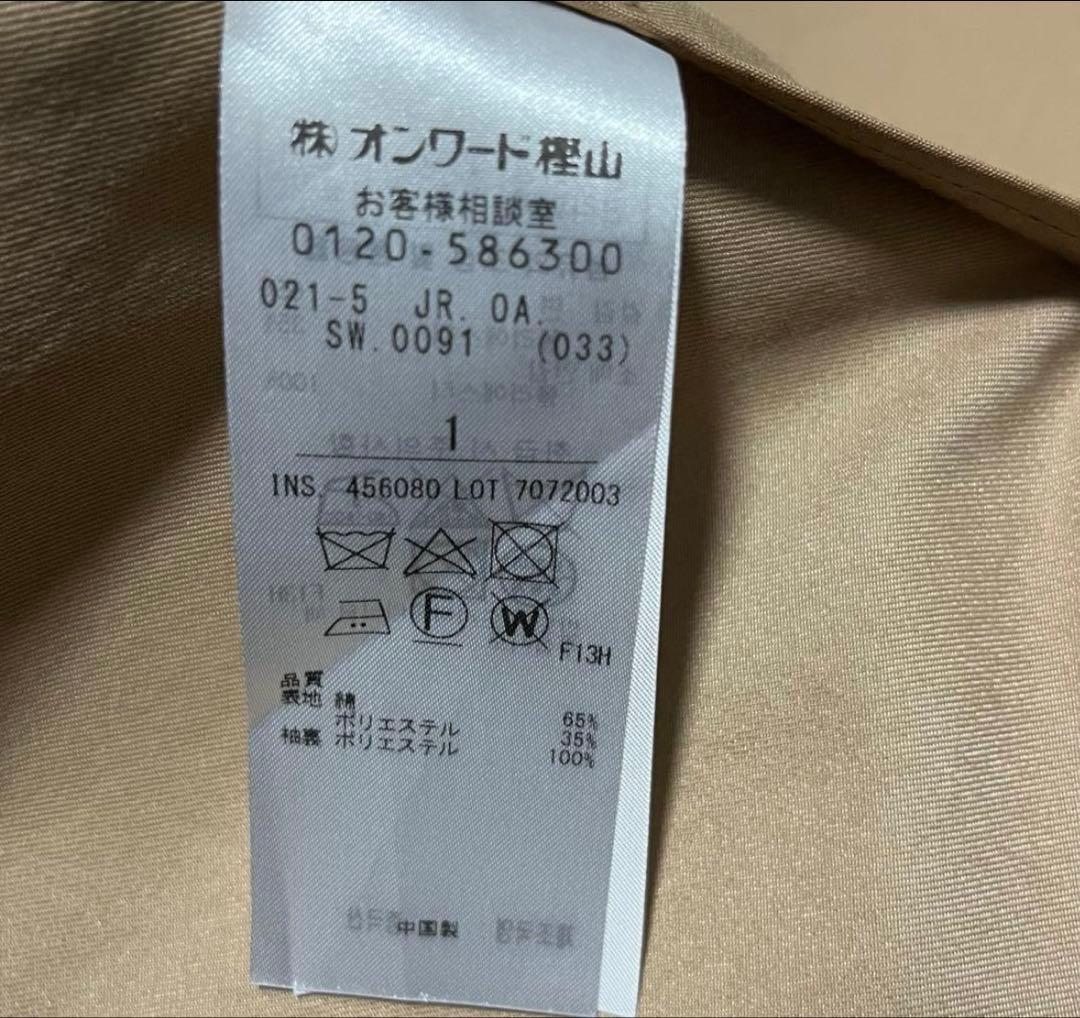 ㈱ オンワード樫山
お客様相談室
0120-586300
021-5 JR. OA.
SW.0091 (033)
1
INS. 456080 LOT 7072003
F
W
F13H
品質
表地 綿 65%
ポリエステル 35%
袖裏 ポリエステル 100%
中国製